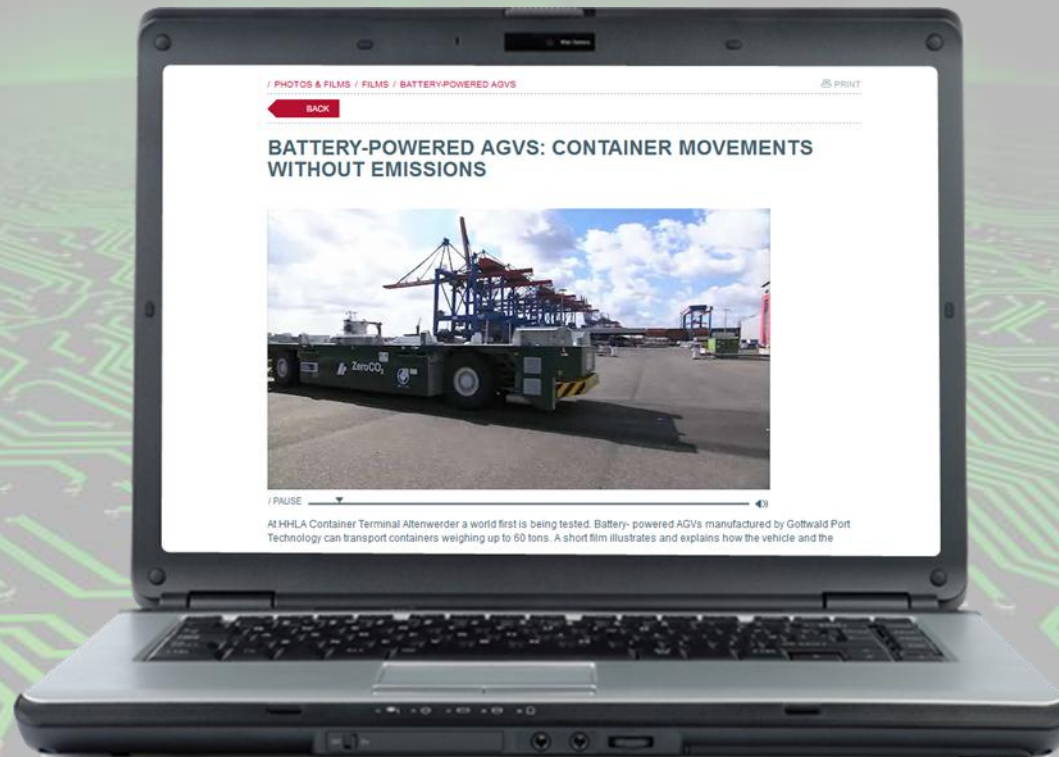 / PHOTOS & FILMS / FILMS / BATTERY-POWERED AGVS
PRINT
BACK
BATTERY-POWERED AGVS: CONTAINER MOVEMENTS
WITHOUT EMISSIONS
ZeroCO₂
/ PAUSE
At HHLA Container Terminal Altenwerder a world first is being tested. Battery- powered AGVs manufactured by Gottwald Port
Technology can transport containers weighing up to 60 tons. A short film illustrates and explains how the vehicle and the